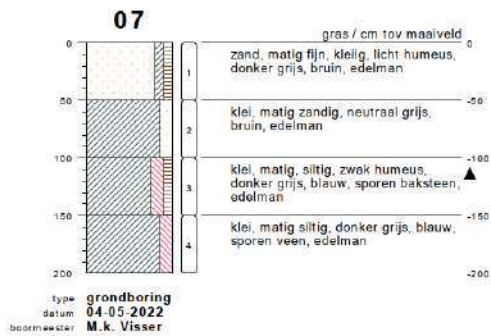 07
gras / cm tov maaiveld
0
1
zand, matig fijn, kleiig, licht humeus,
donker grijs, bruin, edelman
-0
50
2
klei, matig zandig, neutraal grijs,
bruin, edelman
-50
100
3
klei, matig, siltig, zwak humeus,
donker grijs, blauw, sporen baksteen,
edelman
-100
150
4
klei, matig siltig, donker grijs, blauw,
sporen veen, edelman
-150
200
-200
type grondboring
datum 04-05-2022
boormeester M.k. Visser